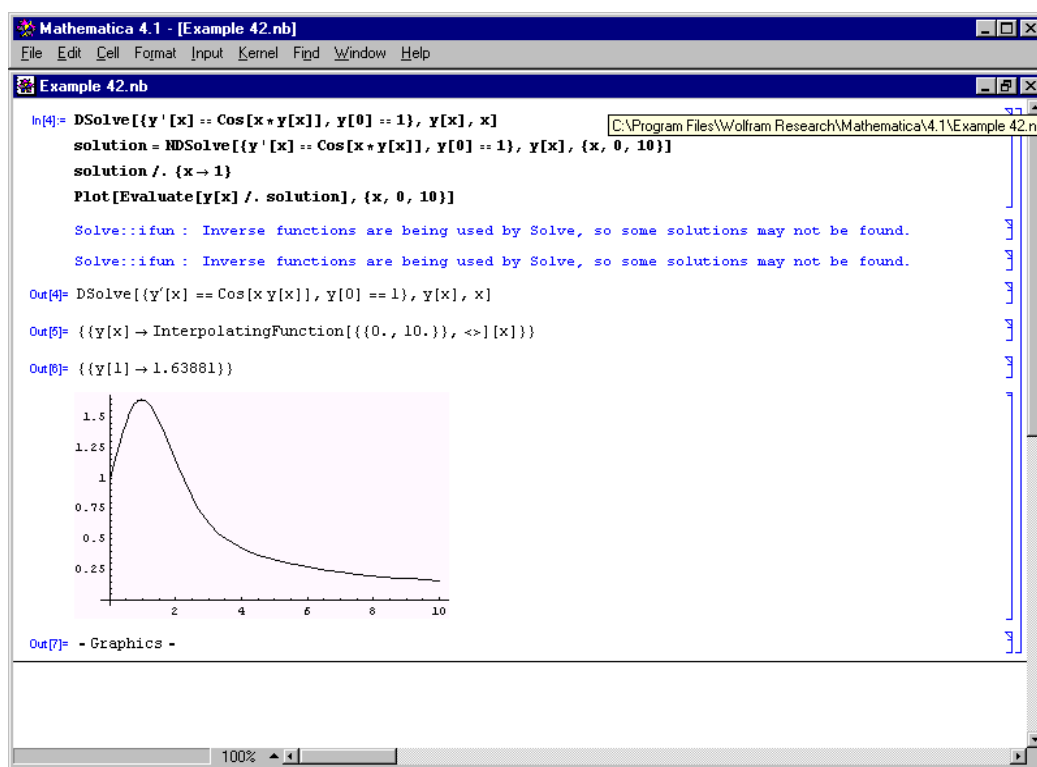 Mathematica 4.1 - [Example 42.nb]
File Edit Cell Format Input Kernel Find Window Help
Example 42.nb
In[4]:= DSolve[{y'[x] == Cos[x*y[x]], y[0] == 1}, y[x], x]
C:\Program Files\Wolfram Research\Mathematica\4.1\Example 42.n
solution = NDSolve[{y'[x] == Cos[x*y[x]], y[0] == 1}, y[x], {x, 0, 10}]
solution /. {x → 1}
Plot[Evaluate[y[x] /. solution], {x, 0, 10}]
Solve::ifun : Inverse functions are being used by Solve, so some solutions may not be found.
Solve::ifun : Inverse functions are being used by Solve, so some solutions may not be found.
Out[4]= DSolve[{y′[x] == Cos[x y[x]], y[0] == 1}, y[x], x]
Out[5]= {{y[x] → InterpolatingFunction[{{0., 10.}}, <>][x]}}
Out[6]= {{y[1] → 1.63881}}
1.5
1.25
1
0.75
0.5
0.25
2 4 6 8 10
Out[7]= - Graphics -
100%